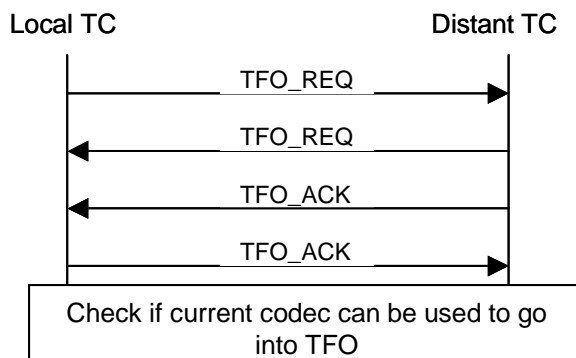 Local TC
Distant TC
TFO_REQ
TFO_REQ
TFO_ACK
TFO_ACK
Check if current codec can be used to go
into TFO